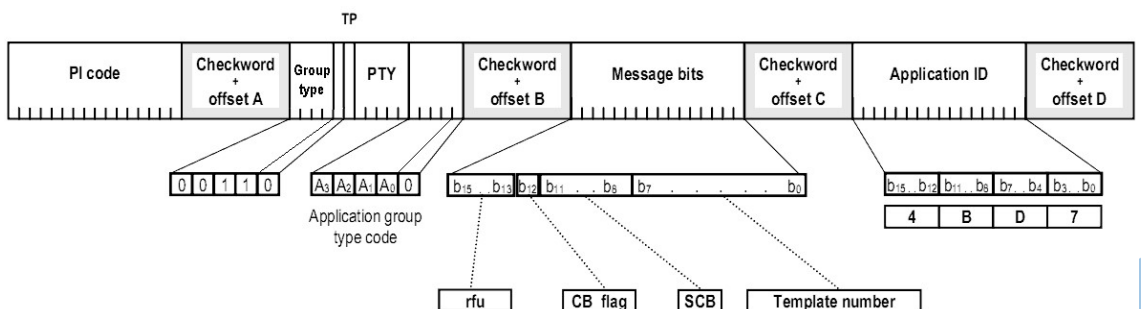 TP
PI code
Checkword + offset A
Group type
PTY
Checkword + offset B
Message bits
Checkword + offset C
Application ID
Checkword + offset D
0 0 1 1 0
A3 A2 A1 A0 0
b15 . . b13 b12 b11 . . b8 b7 . . . . . b0
b15 . . b12 b11 . . b8 b7 . . b4 b3 . . b0
4 B D 7
Application group
type code
rfu
CB flag
SCB
Template number